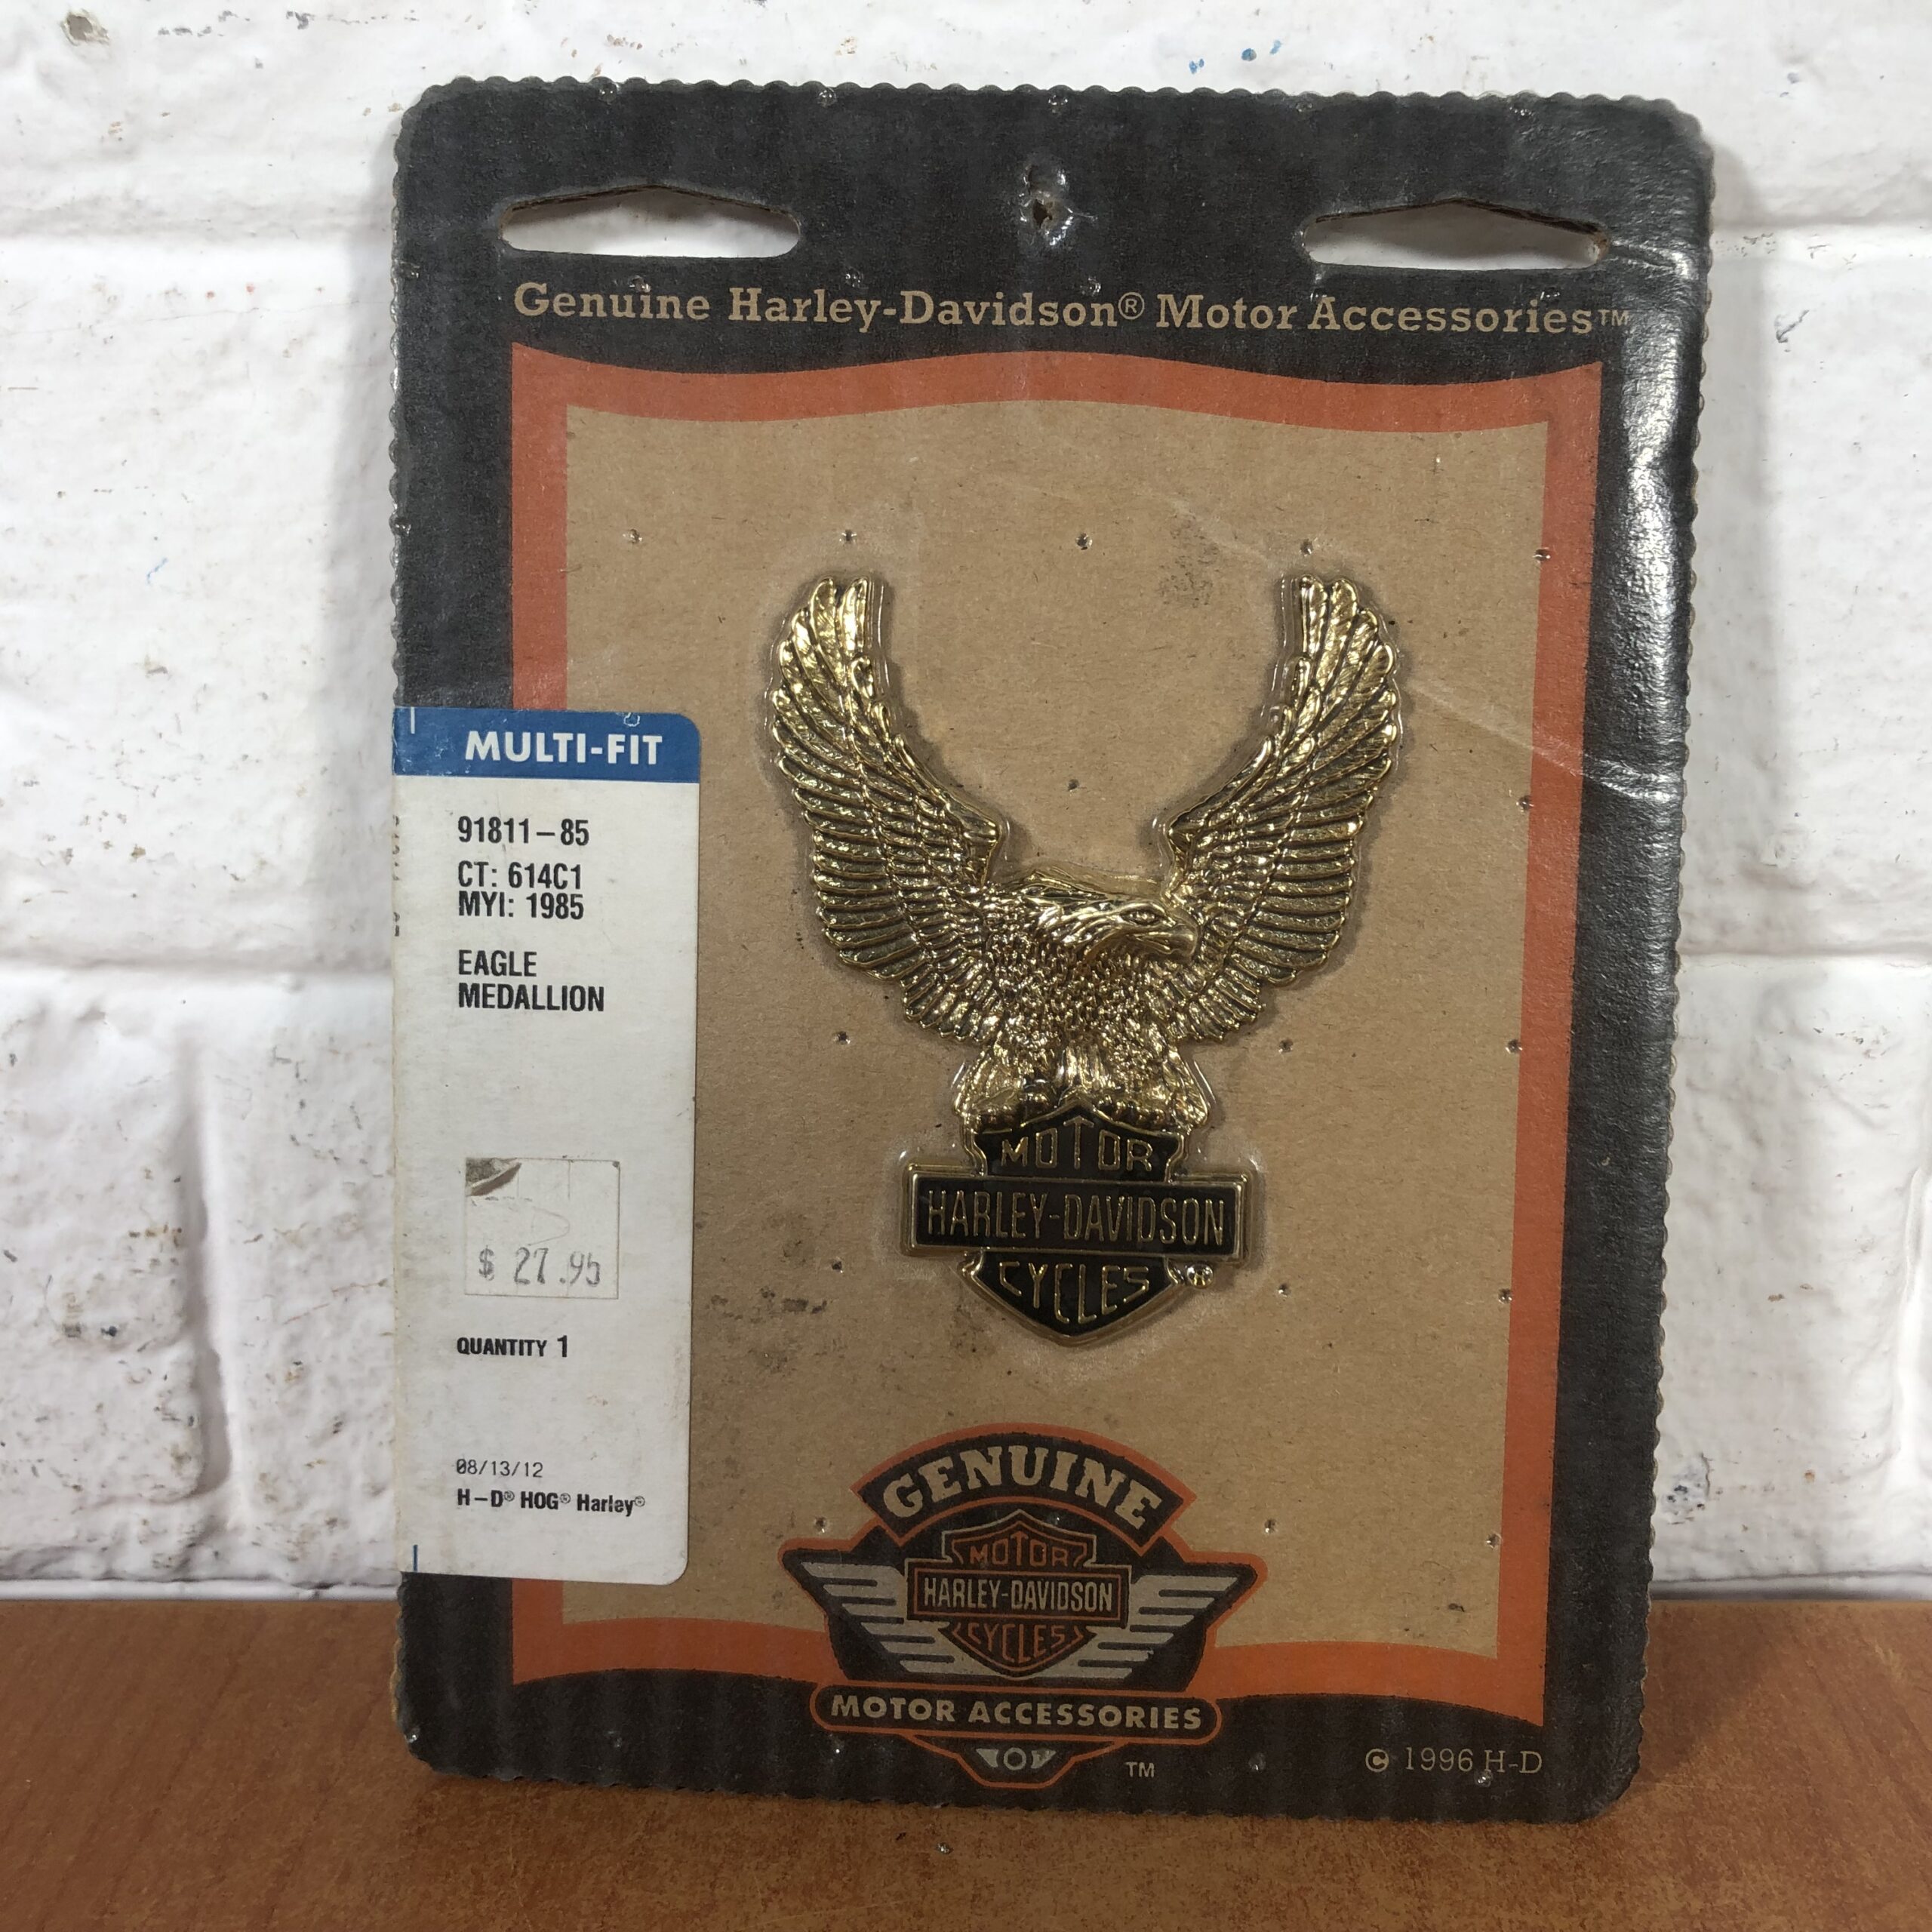 Genuine Harley-Davidson® Motor Accessories™
MULTI-FIT
91811-85
CT: 614C1
MYI: 1985
EAGLE
MEDALLION
$ 27.95
QUANTITY 1
08/13/12
H-D® HOG® Harley®
MOTOR
HARLEY-DAVIDSON
CYCLES
®
GENUINE
MOTOR
HARLEY-DAVIDSON
CYCLES
MOTOR ACCESSORIES
™
© 1996 H-D